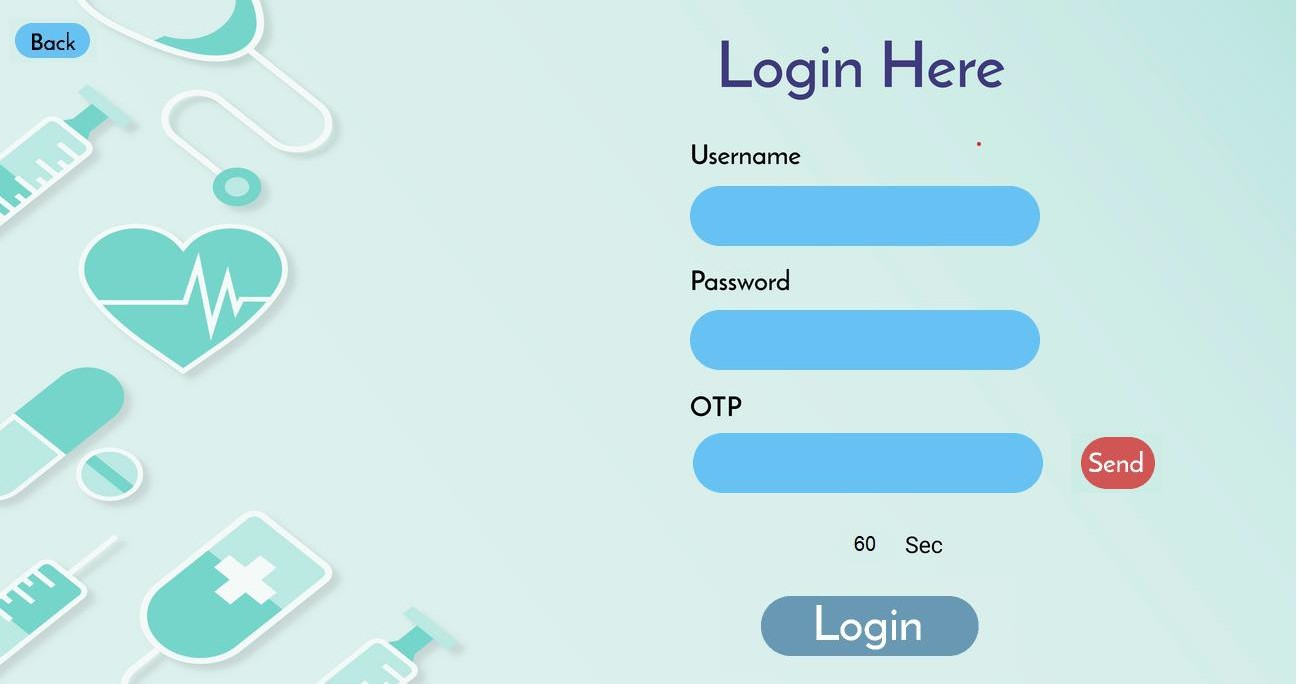 Back
Login Here
Username
Password
OTP
Send
60 Sec
Login